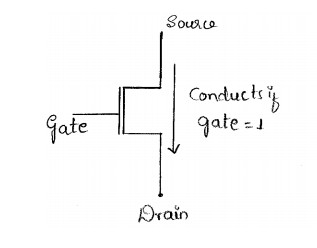 Source
Conducts if
gate = 1
Gate
Drain